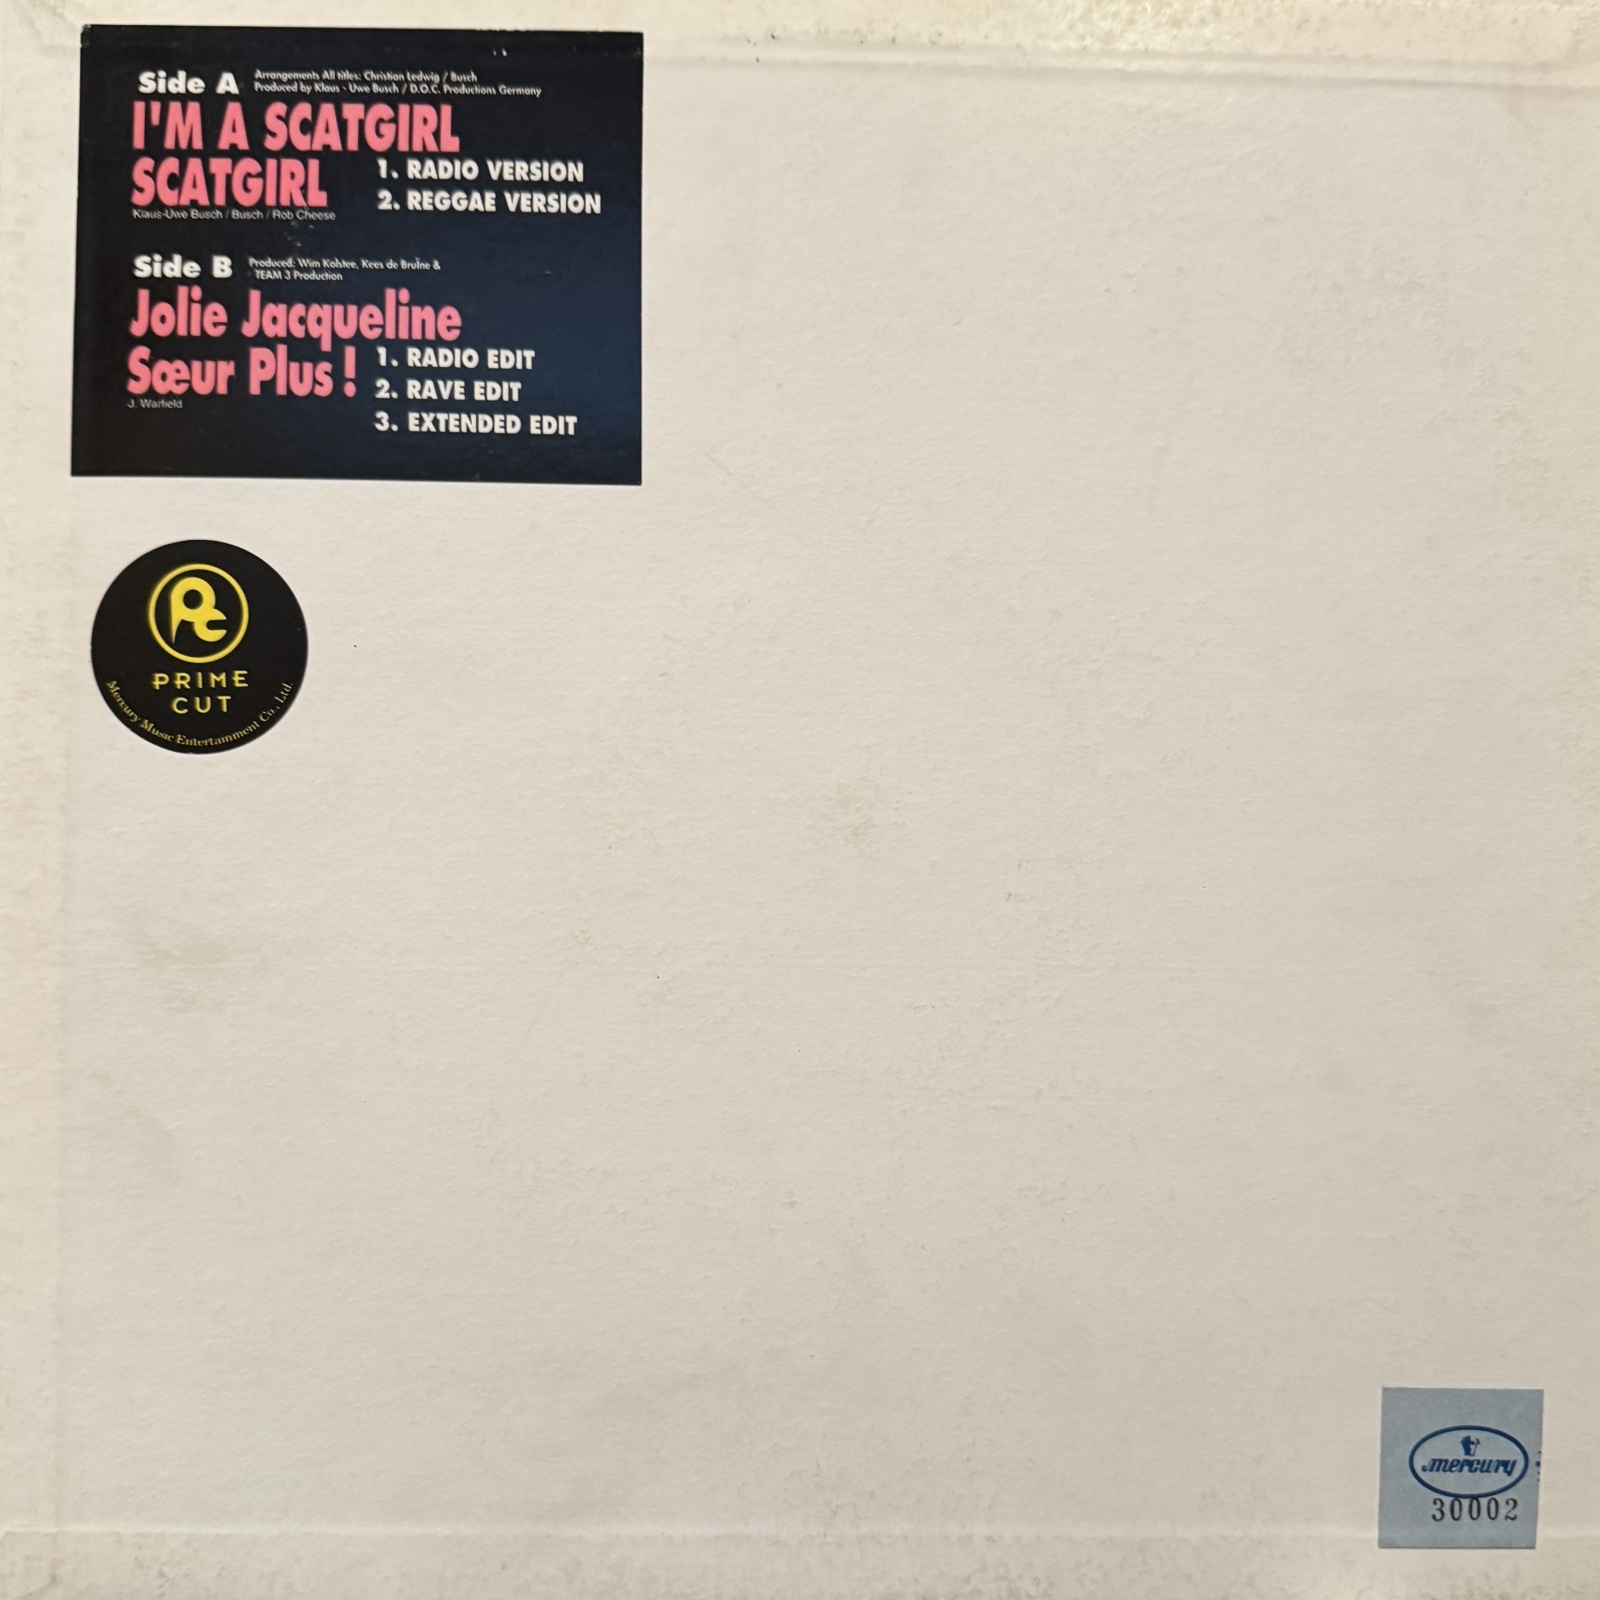 Side A
Arrangements All titles: Christian Ledwig / Busch
Produced by Klaus - Uwe Busch / D.O.C. Productions Germany
I'M A SCATGIRL
SCATGIRL
1. RADIO VERSION
2. REGGAE VERSION
Klaus-Uwe Busch / Busch / Rob Cheese
Side B
Produced: Wim Kolstee, Kees de Bruïne &
TEAM 3 Production
Jolie Jacqueline
Sœur Plus !
1. RADIO EDIT
2. RAVE EDIT
3. EXTENDED EDIT
J. Warfield
PC
PRIME
CUT
Mercury Music Entertainment Co., Ltd.
mercury
30002